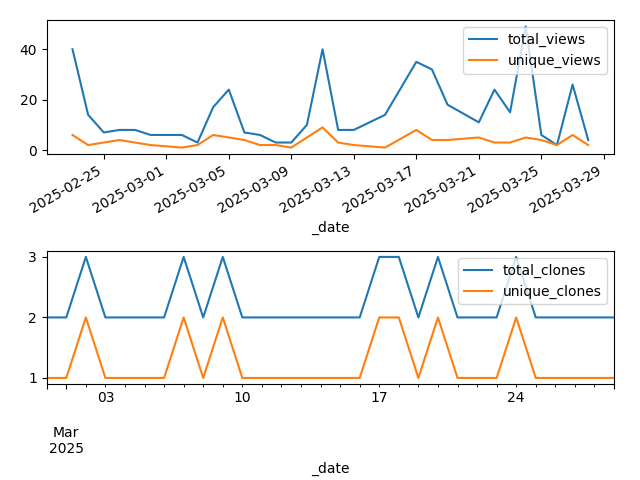 total_views
unique_views
40
20
0
2025-02-25
2025-03-01
2025-03-05
2025-03-09
2025-03-13
2025-03-17
2025-03-21
2025-03-25
2025-03-29
_date
total_clones
unique_clones
3
2
1
03
10
17
24
Mar
2025
_date